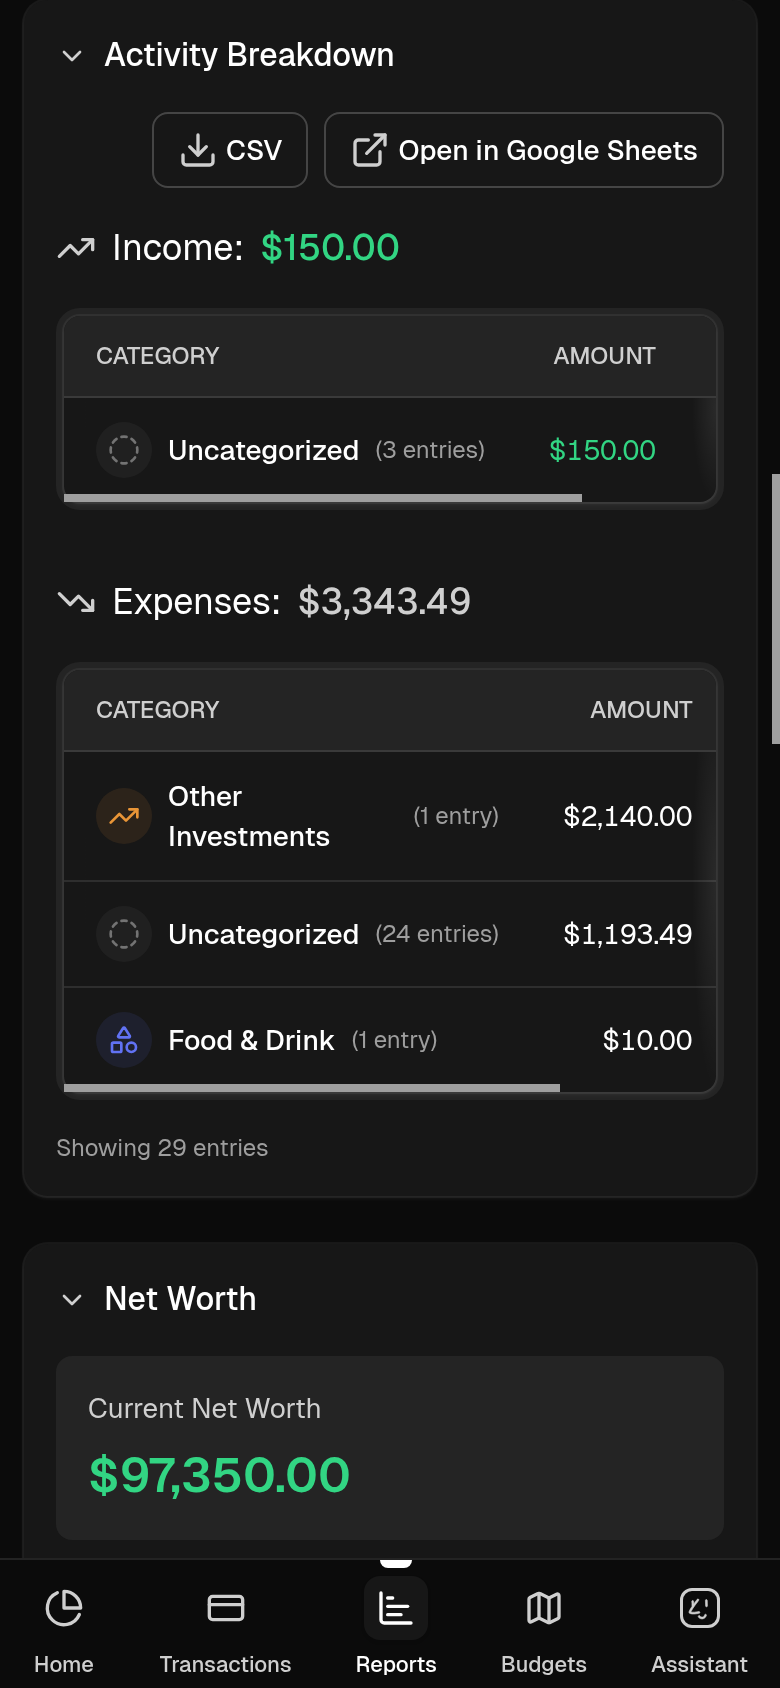 Activity Breakdown
CSV
Open in Google Sheets
Income: $150.00
CATEGORY AMOUNT
Uncategorized (3 entries) $150.00
Expenses: $3,343.49
CATEGORY AMOUNT
Other
Investments (1 entry) $2,140.00
Uncategorized (24 entries) $1,193.49
Food & Drink (1 entry) $10.00
Showing 29 entries
Net Worth
Current Net Worth
$97,350.00
Home Transactions Reports Budgets Assistant